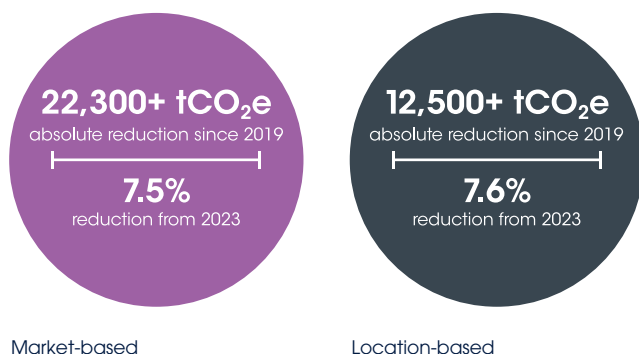 22,300+ tCO₂e
absolute reduction since 2019
7.5%
reduction from 2023
Market-based
12,500+ tCO₂e
absolute reduction since 2019
7.6%
reduction from 2023
Location-based